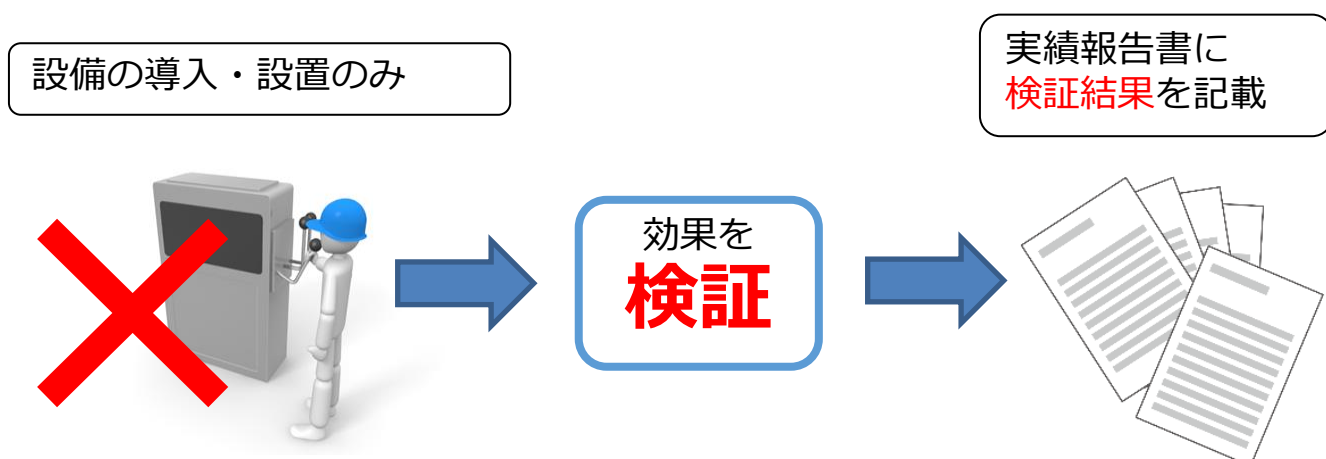 設備の導入・設置のみ
実績報告書に
検証結果を記載
効果を
検証